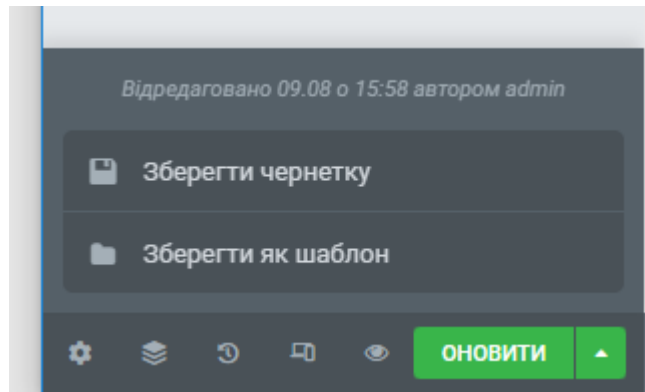 Відредаговано 09.08 о 15:58 автором admin
Зберегти чернетку
Зберегти як шаблон
ОНОВИТИ